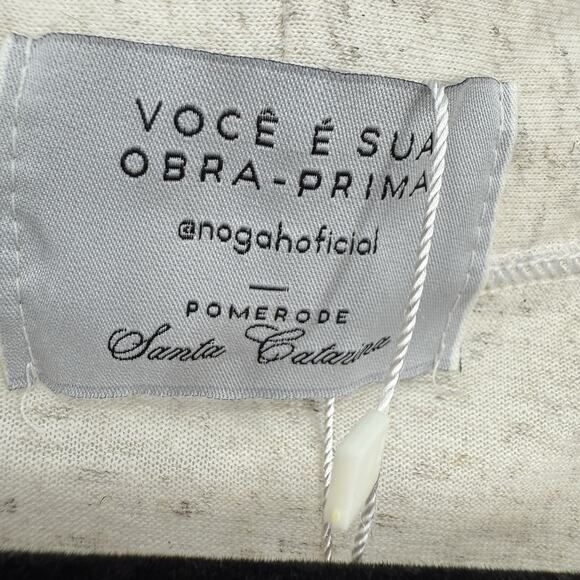 VOCÊ É SUA
OBRA-PRIMA
@nogahoficial
POMERODE
Santa Catarina